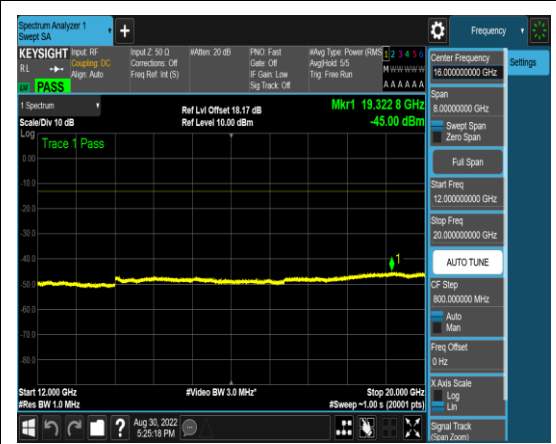 Spectrum Analyzer 1
Swept SA
Frequency
KEYSIGHT
RL
PASS
Input: RF
Coupling: DC
Align: Auto
Input Z: 50 Ω
Corrections: Off
Freq Ref: Int (S)
#Atten: 20 dB
PNO: Fast
Gate: Off
IF Gain: Low
Sig Track: Off
#Avg Type: Power (RMS
Avg|Hold: 5/5
Trig: Free Run
1 2 3 4 5 6
M W W W W W
A A A A A A
1 Spectrum
Scale/Div 10 dB
Log
Ref Lvl Offset 18.17 dB
Ref Level 10.00 dBm
Mkr1 19.322 8 GHz
-45.00 dBm
Trace 1 Pass
0.00
-10.0
-20.0
-30.0
-40.0
-50.0
-60.0
-70.0
-80.0
1
Start 12.000 GHz
#Res BW 1.0 MHz
#Video BW 3.0 MHz*
Stop 20.000 GHz
#Sweep ~1.00 s (20001 pts)
Center Frequency
16.000000000 GHz
Settings
Span
8.00000000 GHz
Swept Span
Zero Span
Full Span
Start Freq
12.000000000 GHz
Stop Freq
20.000000000 GHz
AUTO TUNE
CF Step
800.000000 MHz
Auto
Man
Freq Offset
0 Hz
X Axis Scale
Log
Lin
Signal Track
(Span Zoom)
?
Aug 30, 2022
5:25:18 PM